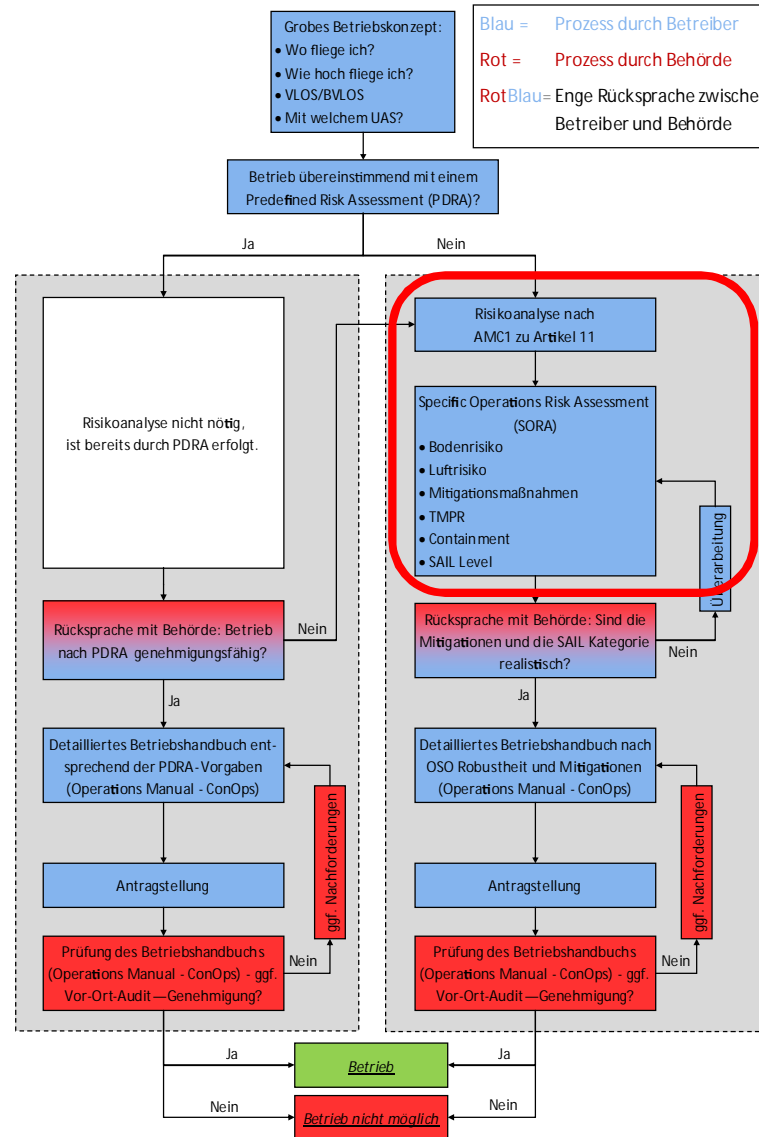 Grobes Betriebskonzept:
• Wo fliege ich?
• Wie hoch fliege ich?
• VLOS/BVLOS
• Mit welchem UAS?
Blau = Prozess durch Betreiber
Rot = Prozess durch Behörde
RotBlau= Enge Rücksprache zwische
Betreiber und Behörde
Betrieb übereinstimmend mit einem
Predefined Risk Assessment (PDRA)?
Ja
Nein
Risikoanalyse nicht nötig,
ist bereits durch PDRA erfolgt.
Rücksprache mit Behörde: Betrieb
nach PDRA genehmigungsfähig?
Nein
Ja
Detailliertes Betriebshandbuch ent-
sprechend der PDRA-Vorgaben
(Operations Manual - ConOps)
ggf. Nachforderungen
Antragstellung
Prüfung des Betriebshandbuchs
(Operations Manual - ConOps) - ggf.
Vor-Ort-Audit—Genehmigung?
Nein
Risikoanalyse nach
AMC1 zu Artikel 11
Specific Operations Risk Assessment
(SORA)
• Bodenrisiko
• Luftrisiko
• Mitigationsmaßnahmen
• TMPR
• Containment
• SAIL Level
Überarbeitung
Rücksprache mit Behörde: Sind die
Mitigationen und die SAIL Kategorie
realistisch?
Nein
Ja
Detailliertes Betriebshandbuch nach
OSO Robustheit und Mitigationen
(Operations Manual - ConOps)
ggf. Nachforderungen
Antragstellung
Prüfung des Betriebshandbuchs
(Operations Manual - ConOps) - ggf.
Vor-Ort-Audit—Genehmigung?
Nein
Ja
Betrieb
Ja
Nein
Betrieb nicht möglich
Nein